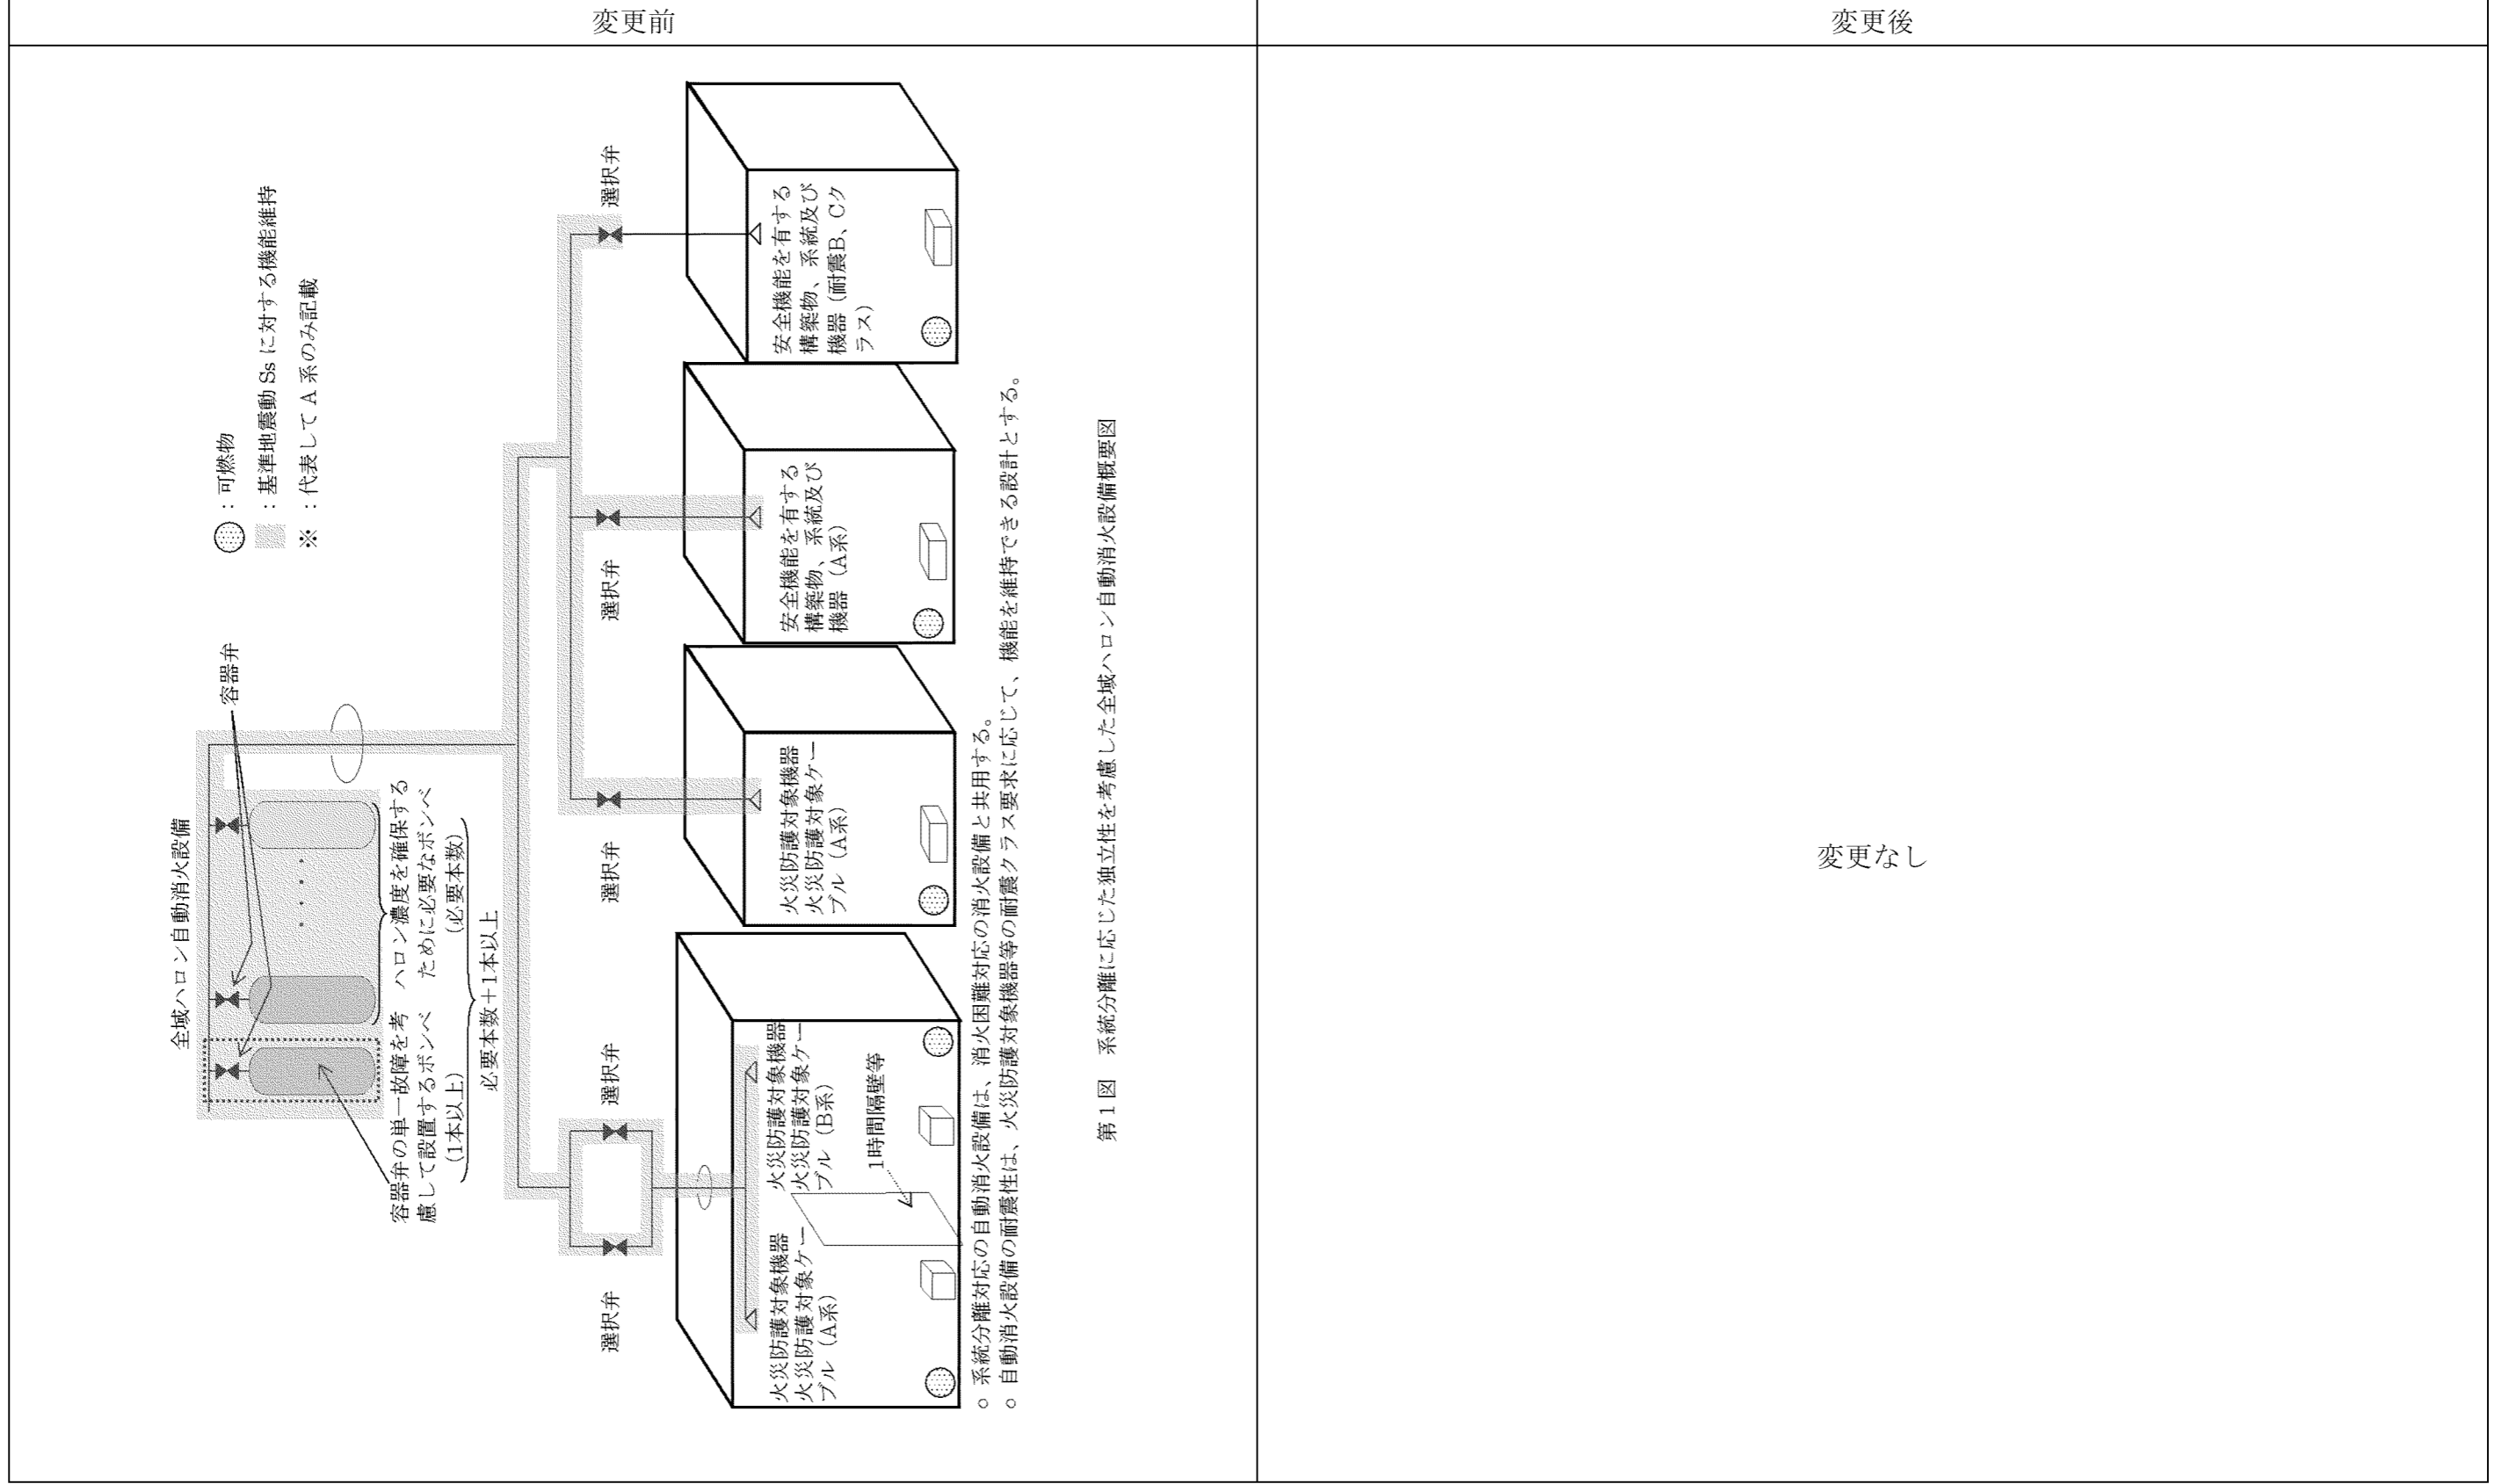 変更前
変更後
全域ハロン自動消火設備
容器弁
：可燃物
：基準地震動Ssに対する機能維持
※：代表してA系のみ記載
容器弁の単一故障を考
慮して設置するボンベ
（1本以上）
ハロン濃度を確保する
ために必要なボンベ
（必要本数）
必要本数＋1本以上
選択弁
選択弁
選択弁
選択弁
選択弁
火災防護対象機器
火災防護対象ケー
ブル（A系）
火災防護対象機器
火災防護対象ケー
ブル（B系）
1時間隔壁等
火災防護対象機器
火災防護対象ケー
ブル（A系）
安全機能を有する
構築物、系統及び
機器（A系）
安全機能を有する
構築物、系統及び
機器（耐震B、Cク
ラス）
○ 系統分離対応の自動消火設備は、消火困難対応の消火設備と共用する。
○ 自動消火設備の耐震性は、火災防護対象機器等の耐震クラス要求に応じて、機能を維持できる設計とする。
第1図　系統分離に応じた独立性を考慮した全域ハロン自動消火設備概要図
変更なし